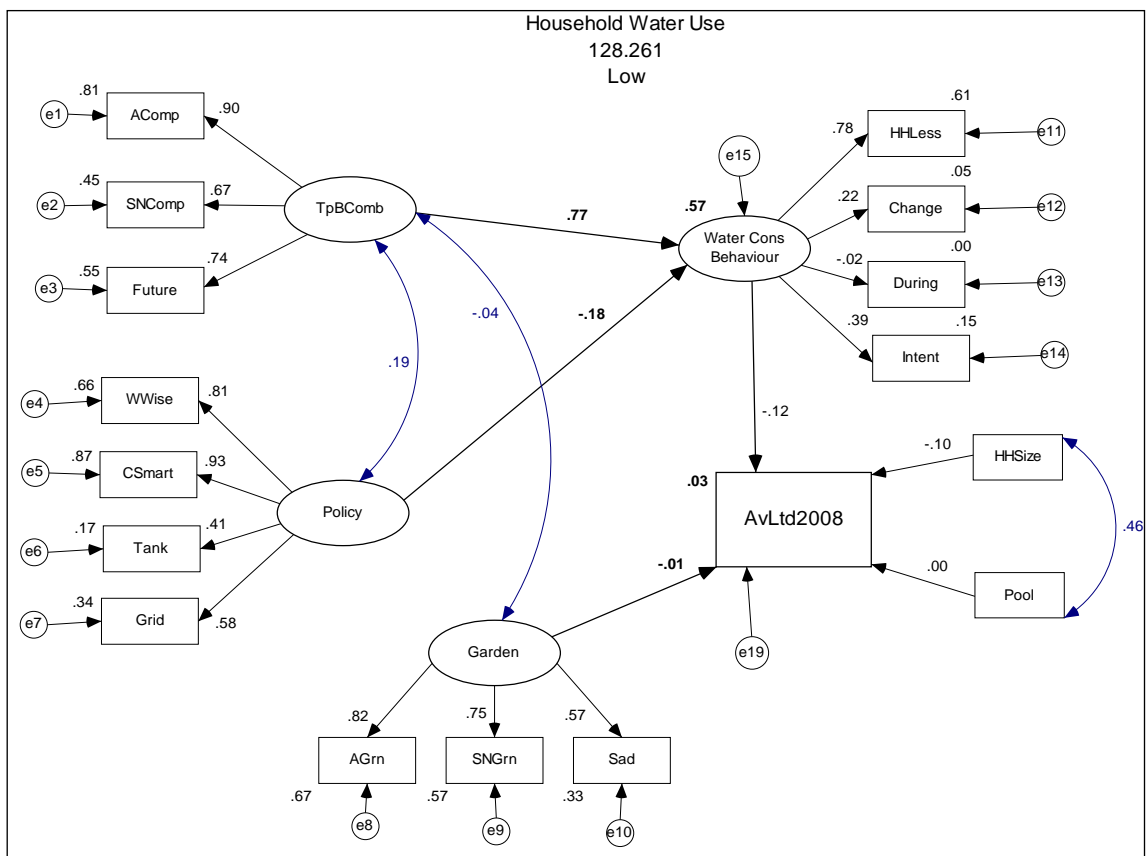 Household Water Use
128.261
Low
.81
e1
AComp
.90
.45
e2
SNComp
.67
.55
e3
Future
.74
TpBComb
.77
-.04
.19
-.18
e15
.57
Water Cons
Behaviour
.61
.78
HHLess
e11
.05
.22
Change
e12
.00
-.02
During
e13
.39
.15
Intent
e14
-.12
.66
e4
WWise
.81
.87
e5
CSmart
.93
.17
e6
Tank
.41
.34
e7
Grid
.58
Policy
.03
AvLtd2008
-.10
HHSize
.46
.00
Pool
-.01
e19
Garden
.82
.75
.57
AGrn
SNGrn
Sad
.67
.57
.33
e8
e9
e10